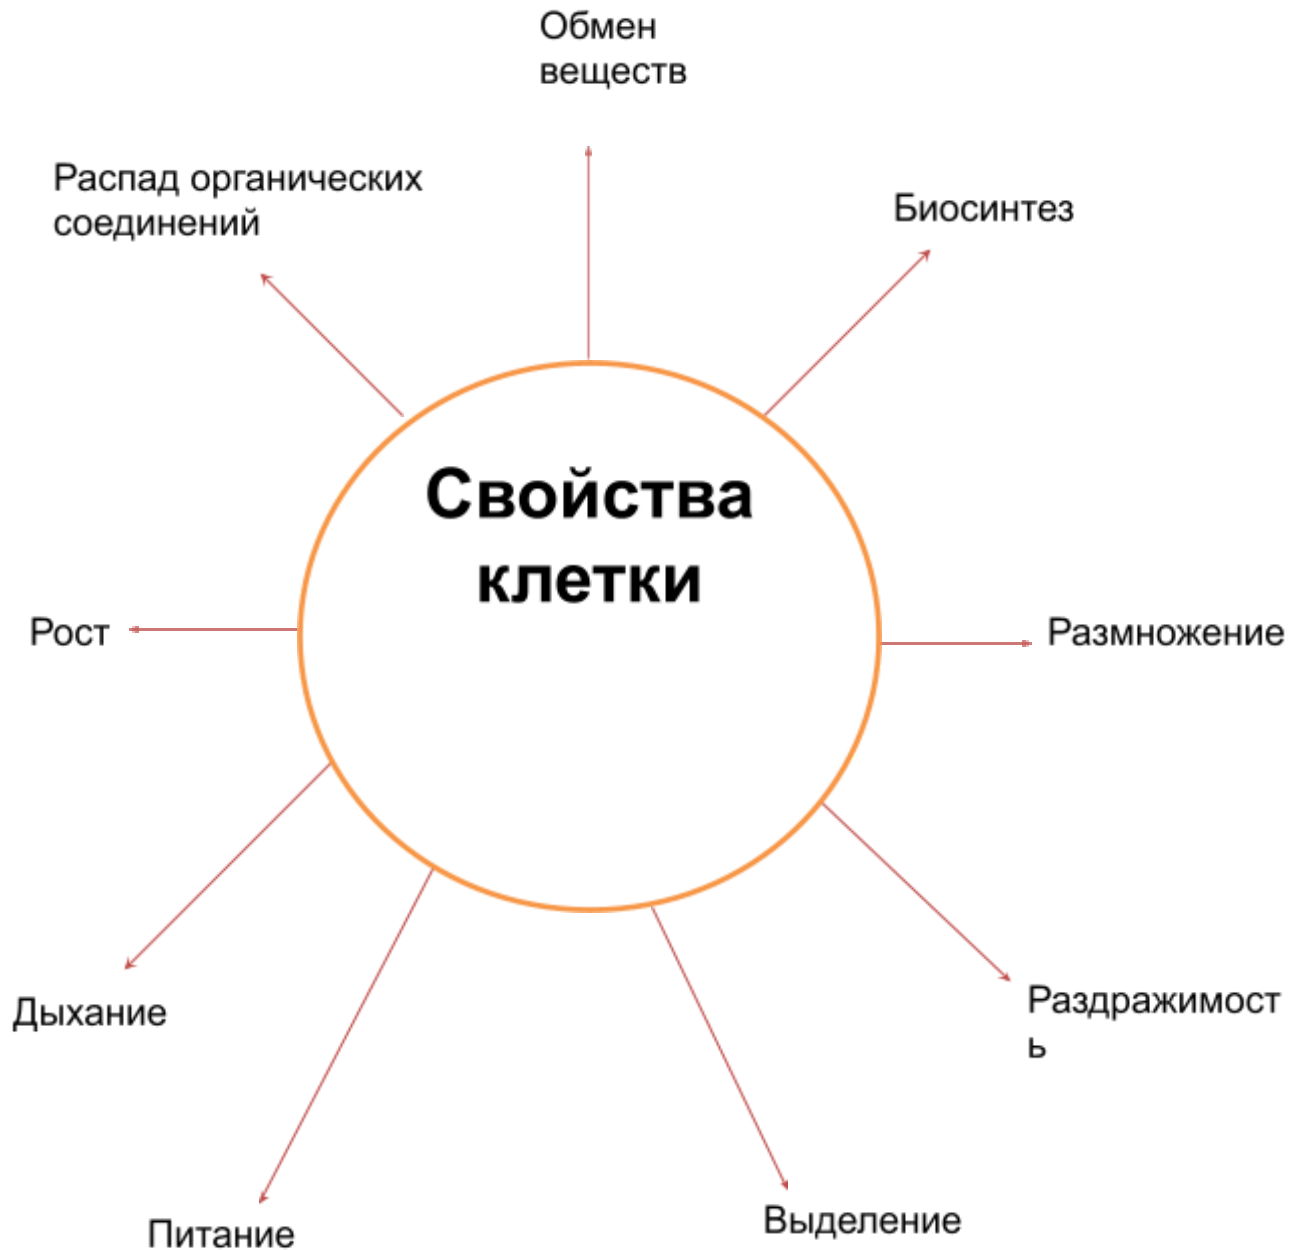 Обмен
веществ
Распад органических
соединений
Биосинтез
Свойства
клетки
Рост
Размножение
Дыхание
Раздражимост
ь
Питание
Выделение